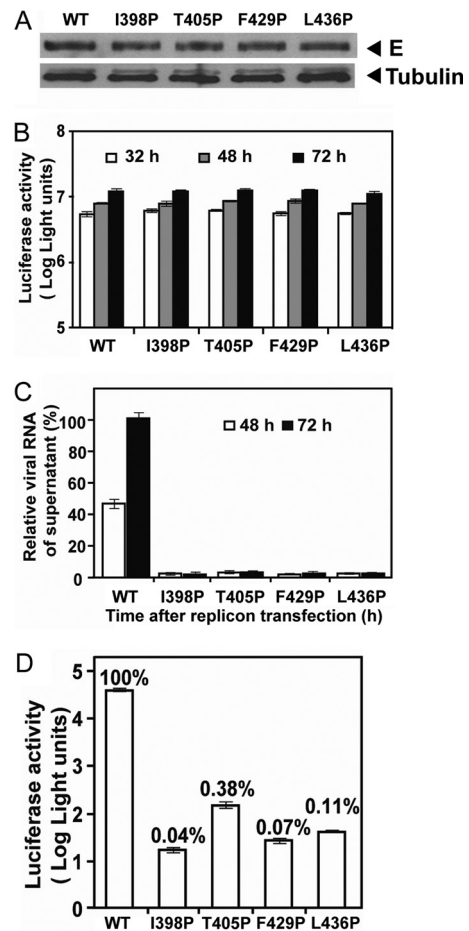 A
WT I398P T405P F429P L436P
E
Tubulin
B
Luciferase activity
( Log Light units)
8
7
6
5
32 h 48 h 72 h
WT I398P T405P F429P L436P
C
Relative viral RNA
of supernatant (%)
100
80
60
40
20
0
48 h 72 h
WT I398P T405P F429P L436P
Time after replicon transfection (h)
D
Luciferase activity
( Log Light units)
5
4
3
2
1
0
100%
0.04%
0.38%
0.07%
0.11%
WT I398P T405P F429P L436P